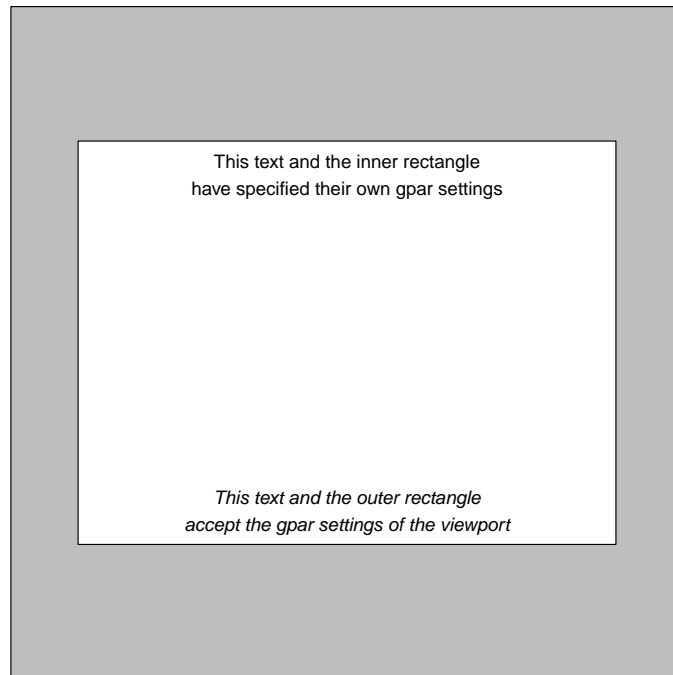 This text and the inner rectangle
have specified their own gpar settings
This text and the outer rectangle
accept the gpar settings of the viewport